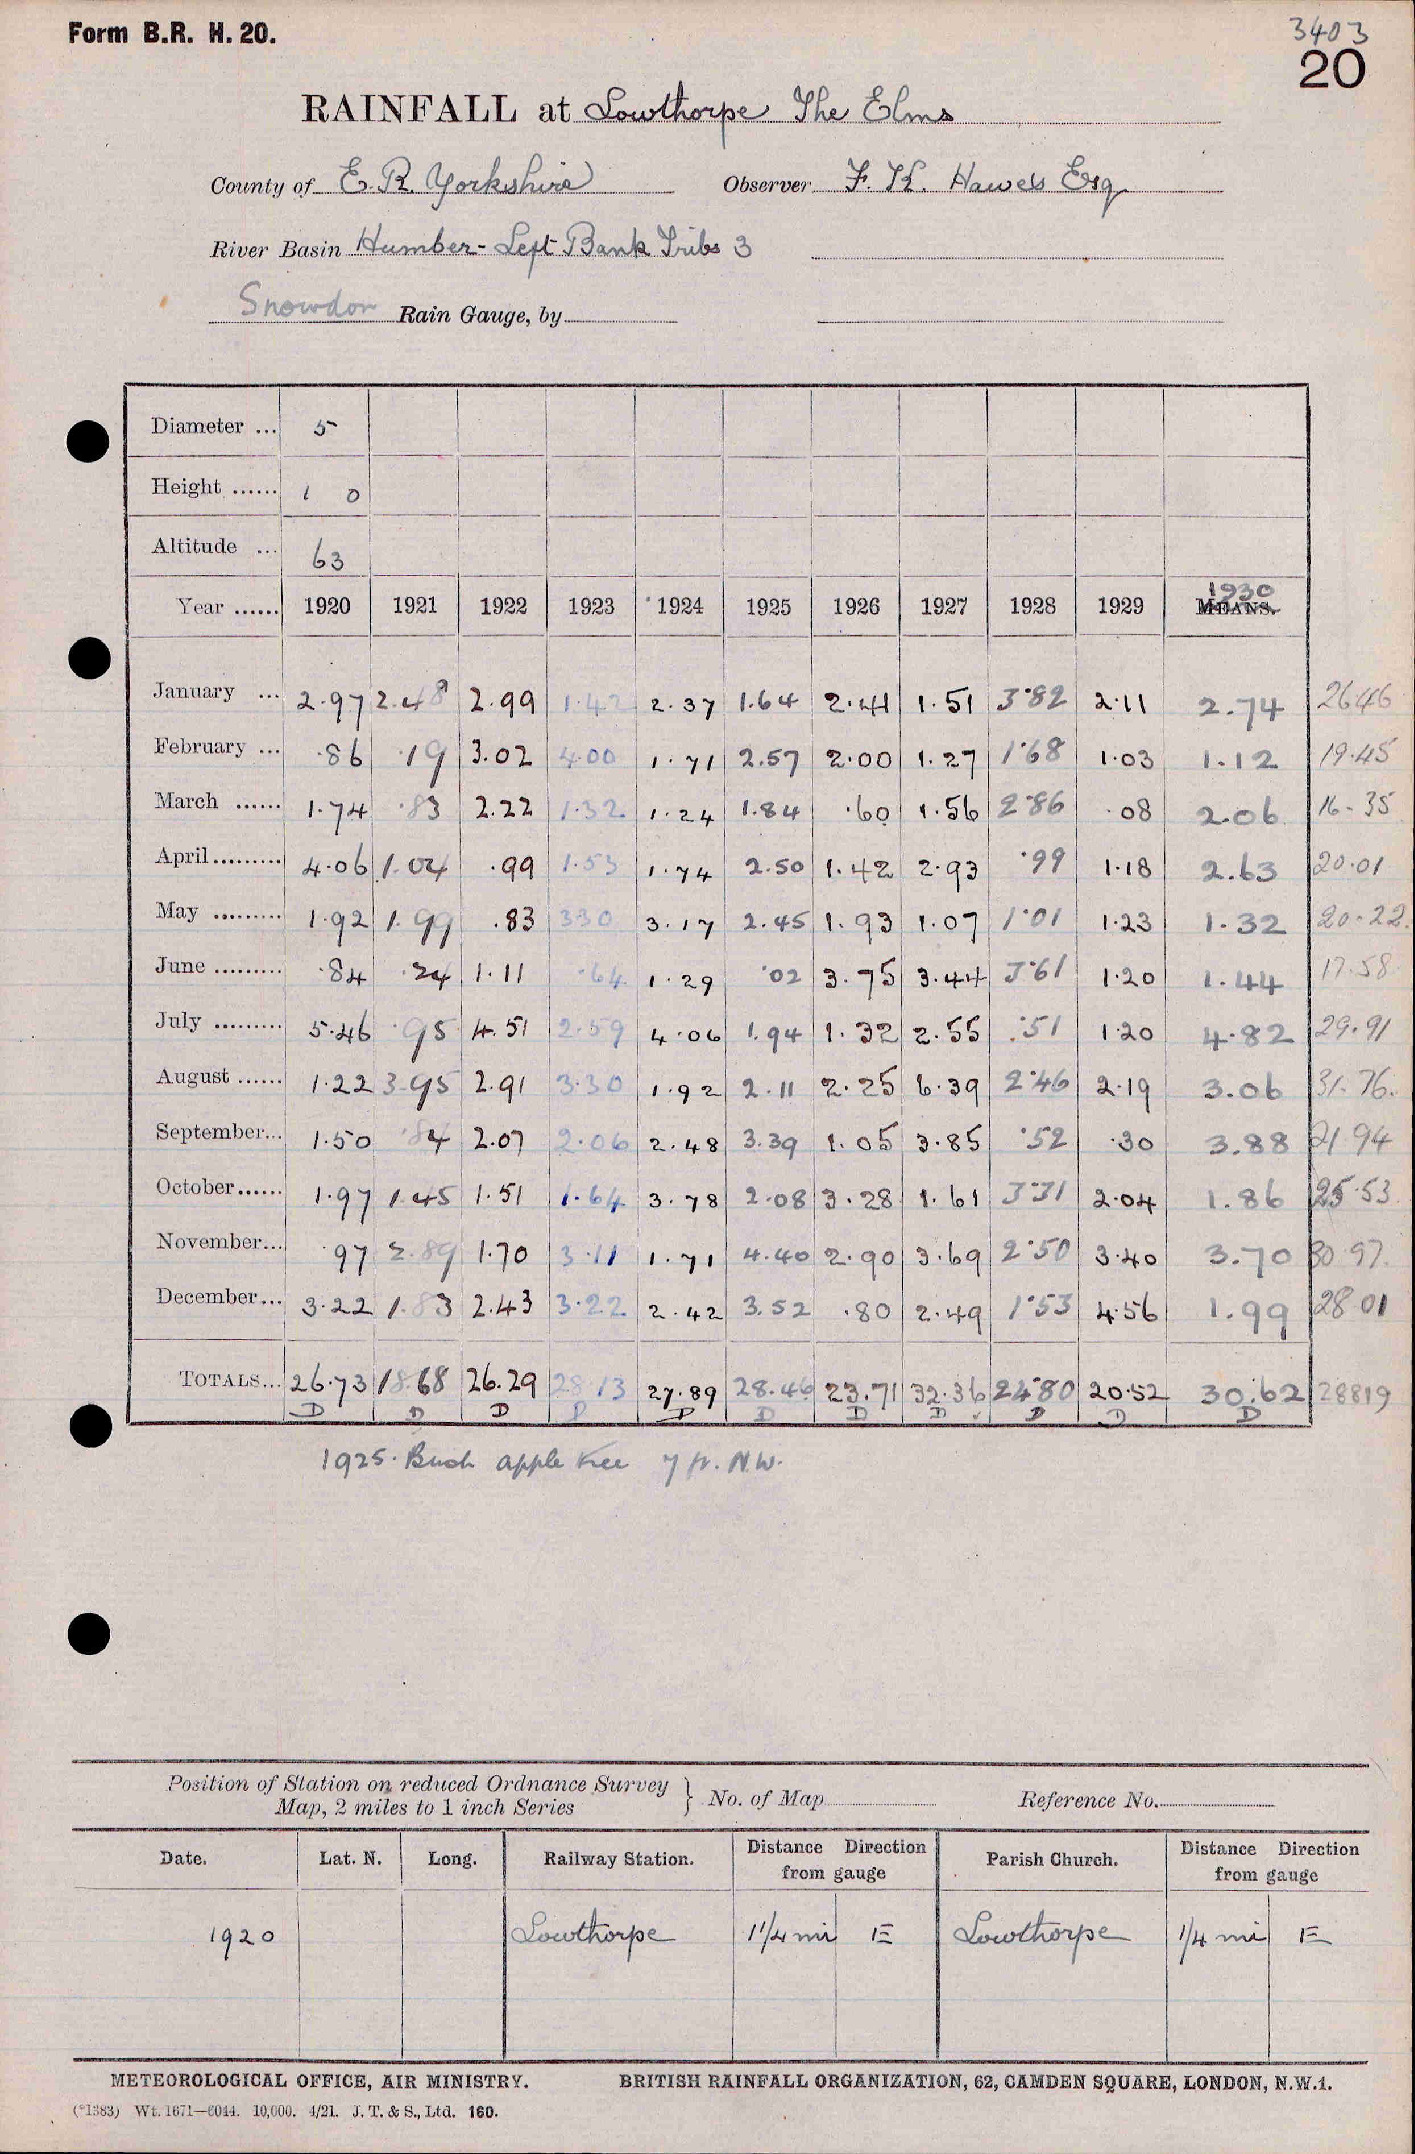 Form B.R. H. 20.
3403
20
RAINFALL at Lowthorpe The Elms
County of E.R. Yorkshire Observer F. K. Hawes Esq
River Basin Humber - Left Bank Tribs 3
Snowdon Rain Gauge, by
Diameter ... 5
Height ...... 1 0
Altitude ... 63
Year ...... 1920 1921 1922 1923 1924 1925 1926 1927 1928 1929 1930 MEANS.
January ... 2.97 2.48 2.99 1.42 2.37 1.64 2.41 1.51 3.82 2.11 2.74 26.46
February ... .86 .19 3.02 4.00 1.71 2.57 2.00 1.27 1.68 1.03 1.12 19.45
March ...... 1.74 .83 2.22 1.32 1.24 1.84 .60 1.56 2.86 .08 2.06 16.35
April ......... 4.06 1.04 .99 1.53 1.74 2.50 1.42 2.93 .99 1.18 2.63 20.01
May ......... 1.92 1.99 .83 3.30 3.17 2.45 1.93 1.07 1.01 1.23 1.32 20.22
June ......... .84 .24 1.11 .64 1.29 .02 3.75 3.44 3.61 1.20 1.44 17.58
July ......... 5.46 .95 4.51 2.59 4.06 1.94 1.32 2.55 .51 1.20 4.82 29.91
August ...... 1.22 3.95 2.91 3.30 1.92 2.11 2.25 6.39 2.46 2.19 3.06 31.76
September... 1.50 .84 2.07 2.06 2.48 3.39 1.05 3.85 .52 .30 3.88 21.94
October...... 1.97 1.45 1.51 1.64 3.78 2.08 3.28 1.61 3.31 2.04 1.86 25.53
November... .97 2.89 1.70 3.11 1.71 4.40 2.90 3.69 2.50 3.40 3.70 30.97
December... 3.22 1.83 2.43 3.22 2.42 3.52 .80 2.49 1.53 4.56 1.99 28.01
TOTALS... 26.73 18.68 26.29 28.13 27.89 28.46 23.71 32.36 24.80 20.52 30.62 28819
D D D D D D D D D D D
1925. Bush apple tree 7 ft. N.W.
Position of Station on reduced Ordnance Survey
Map, 2 miles to 1 inch Series } No. of Map Reference No.
Date. Lat. N. Long. Railway Station. Distance Direction from gauge Parish Church. Distance Direction from gauge
1920 Lowthorpe 1 1/4 mi E Lowthorpe 1/4 mi E
METEOROLOGICAL OFFICE, AIR MINISTRY. BRITISH RAINFALL ORGANIZATION, 62, CAMDEN SQUARE, LONDON, N.W.1.
(*1383) Wt. 1671—6044. 10,000. 4/21. J. T. & S., Ltd. 160.